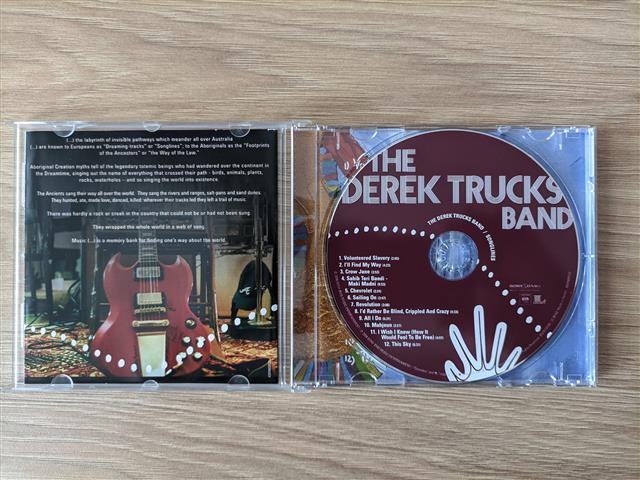 (...) the labyrinth of invisible pathways which meander all over Australia
(...) are known to Europeans as "Dreaming-tracks" or "Songlines"; to the Aboriginals as the "Footprints
of the Ancestors" or "the Way of the Law."
Aboriginal Creation myths tell of the legendary totemic beings who had wandered over the continent in
the Dreamtime, singing out the name of everything that crossed their path - birds, animals, plants,
rocks, waterholes - and so singing the world into existence.
The Ancients sang their way all over the world. They sang the rivers and ranges, salt-pans and sand dunes.
They hunted, ate, made love, danced, killed: wherever their tracks led they left a trail of music.
There was hardly a rock or creek in the country that could not be or had not been sung.
They wrapped the whole world in a web of song.
Music (...) is a memory bank for finding one's way about the world.
THE
DEREK TRUCKS
BAND
THE DEREK TRUCKS BAND / SONGLINES
1. Volunteered Slavery
2. I'll Find My Way
3. Crow Jane
4. Sahib Teri Bandi -
Maki Madni
5. Chevrolet
6. Sailing On
7. Revolution
8. I'd Rather Be Blind, Crippled And Crazy
9. All I Do
10. Mahjoun
11. I Wish I Knew (How It
Would Feel To Be Free)
12. This Sky
12) 13)